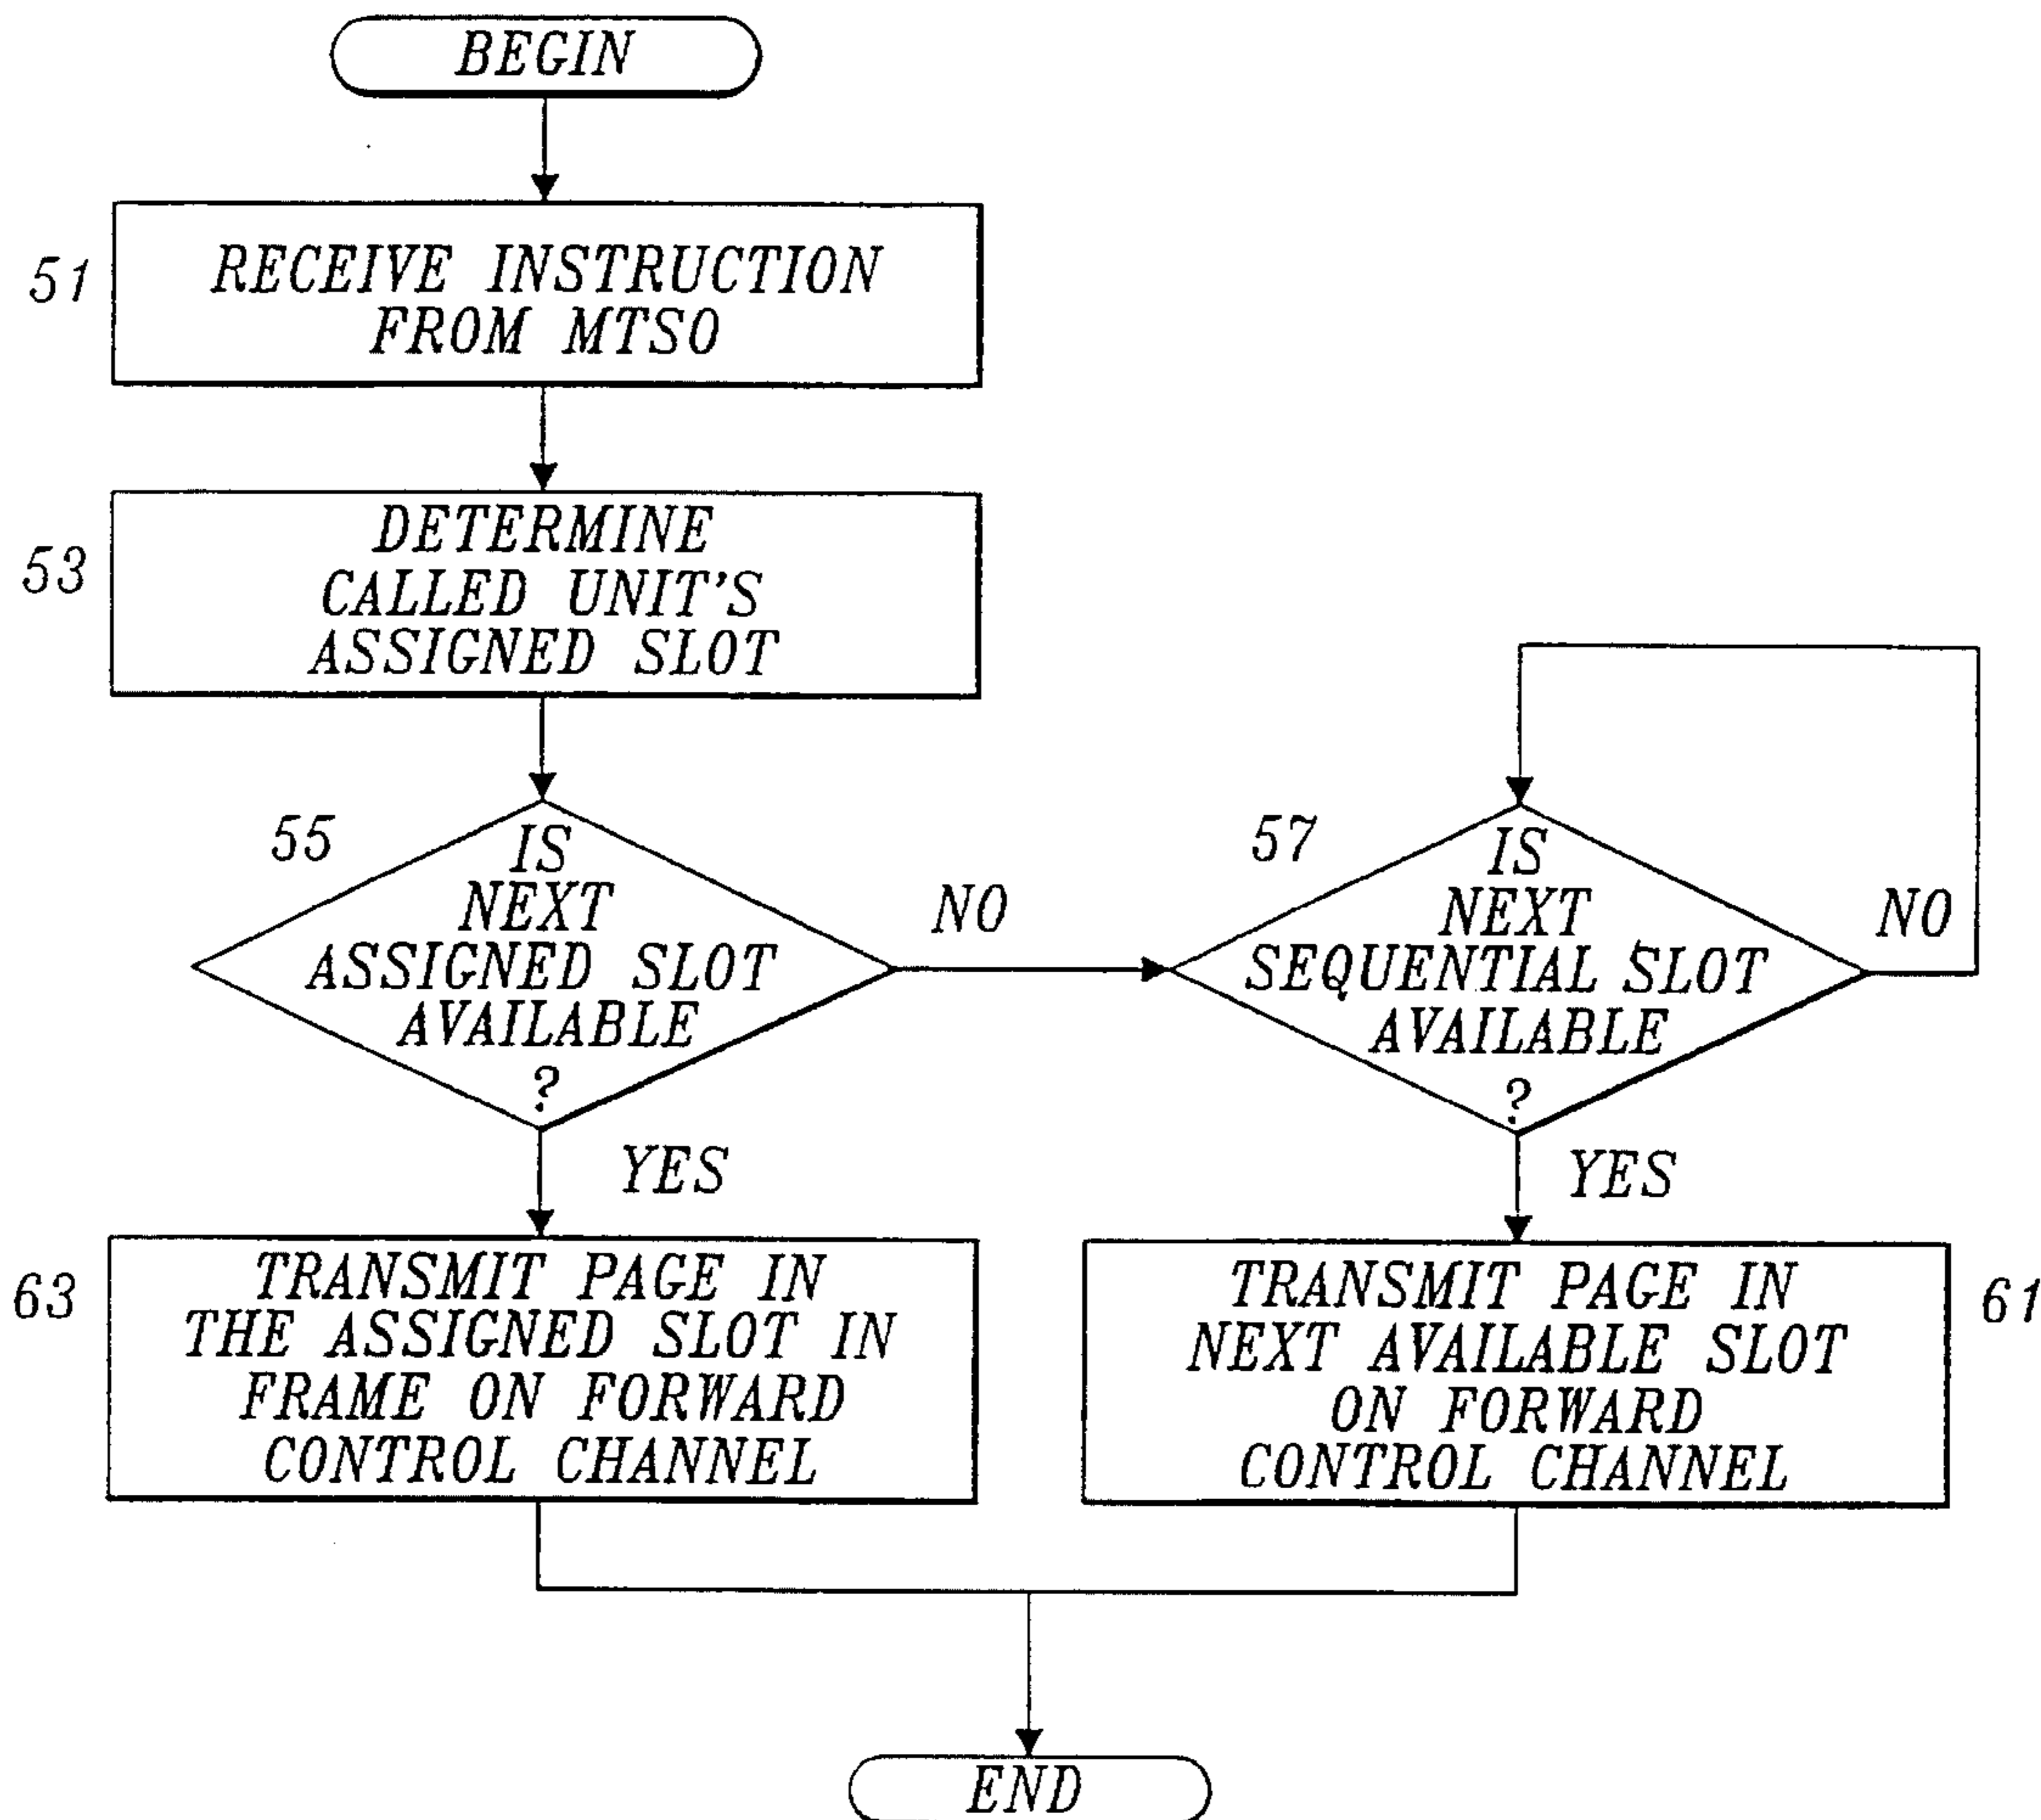 BEGIN
51
RECEIVE INSTRUCTION
FROM MTSO
53
DETERMINE
CALLED UNIT'S
ASSIGNED SLOT
55
IS
NEXT
ASSIGNED SLOT
AVAILABLE
?
NO
57
IS
NEXT
SEQUENTIAL SLOT
AVAILABLE
?
NO
YES
YES
63
TRANSMIT PAGE IN
THE ASSIGNED SLOT IN
FRAME ON FORWARD
CONTROL CHANNEL
TRANSMIT PAGE IN
NEXT AVAILABLE SLOT
ON FORWARD
CONTROL CHANNEL
61
END